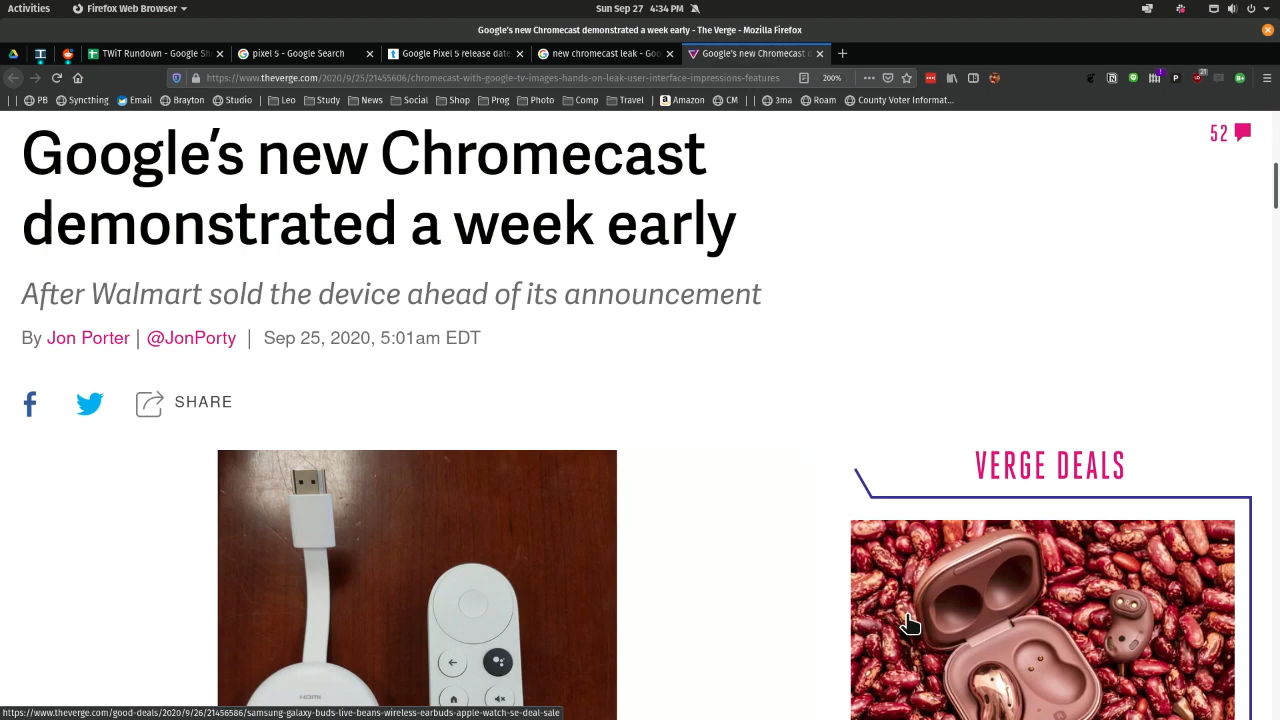 Activities Firefox Web Browser Sun Sep 27 4:34 PM
Google's new Chromecast demonstrated a week early - The Verge - Mozilla Firefox
TWiT Rundown - Google Sh pixel 5 - Google Search Google Pixel 5 release date new chromecast leak - Goo Google's new Chromecast d
https://www.theverge.com/2020/9/25/21455606/chromecast-with-google-tv-images-hands-on-leak-user-interface-impressions-features 200%
PB Syncthing Email Brayton Studio Leo Study News Social Shop Prog Photo Comp Travel Amazon CM 3ma Roam County Voter Informat...
Google’s new Chromecast
demonstrated a week early
52
After Walmart sold the device ahead of its announcement
By Jon Porter | @JonPorty | Sep 25, 2020, 5:01am EDT
SHARE
VERGE DEALS
HDMI
https://www.theverge.com/good-deals/2020/9/26/21456586/samsung-galaxy-buds-live-beans-wireless-earbuds-apple-watch-se-deal-sale